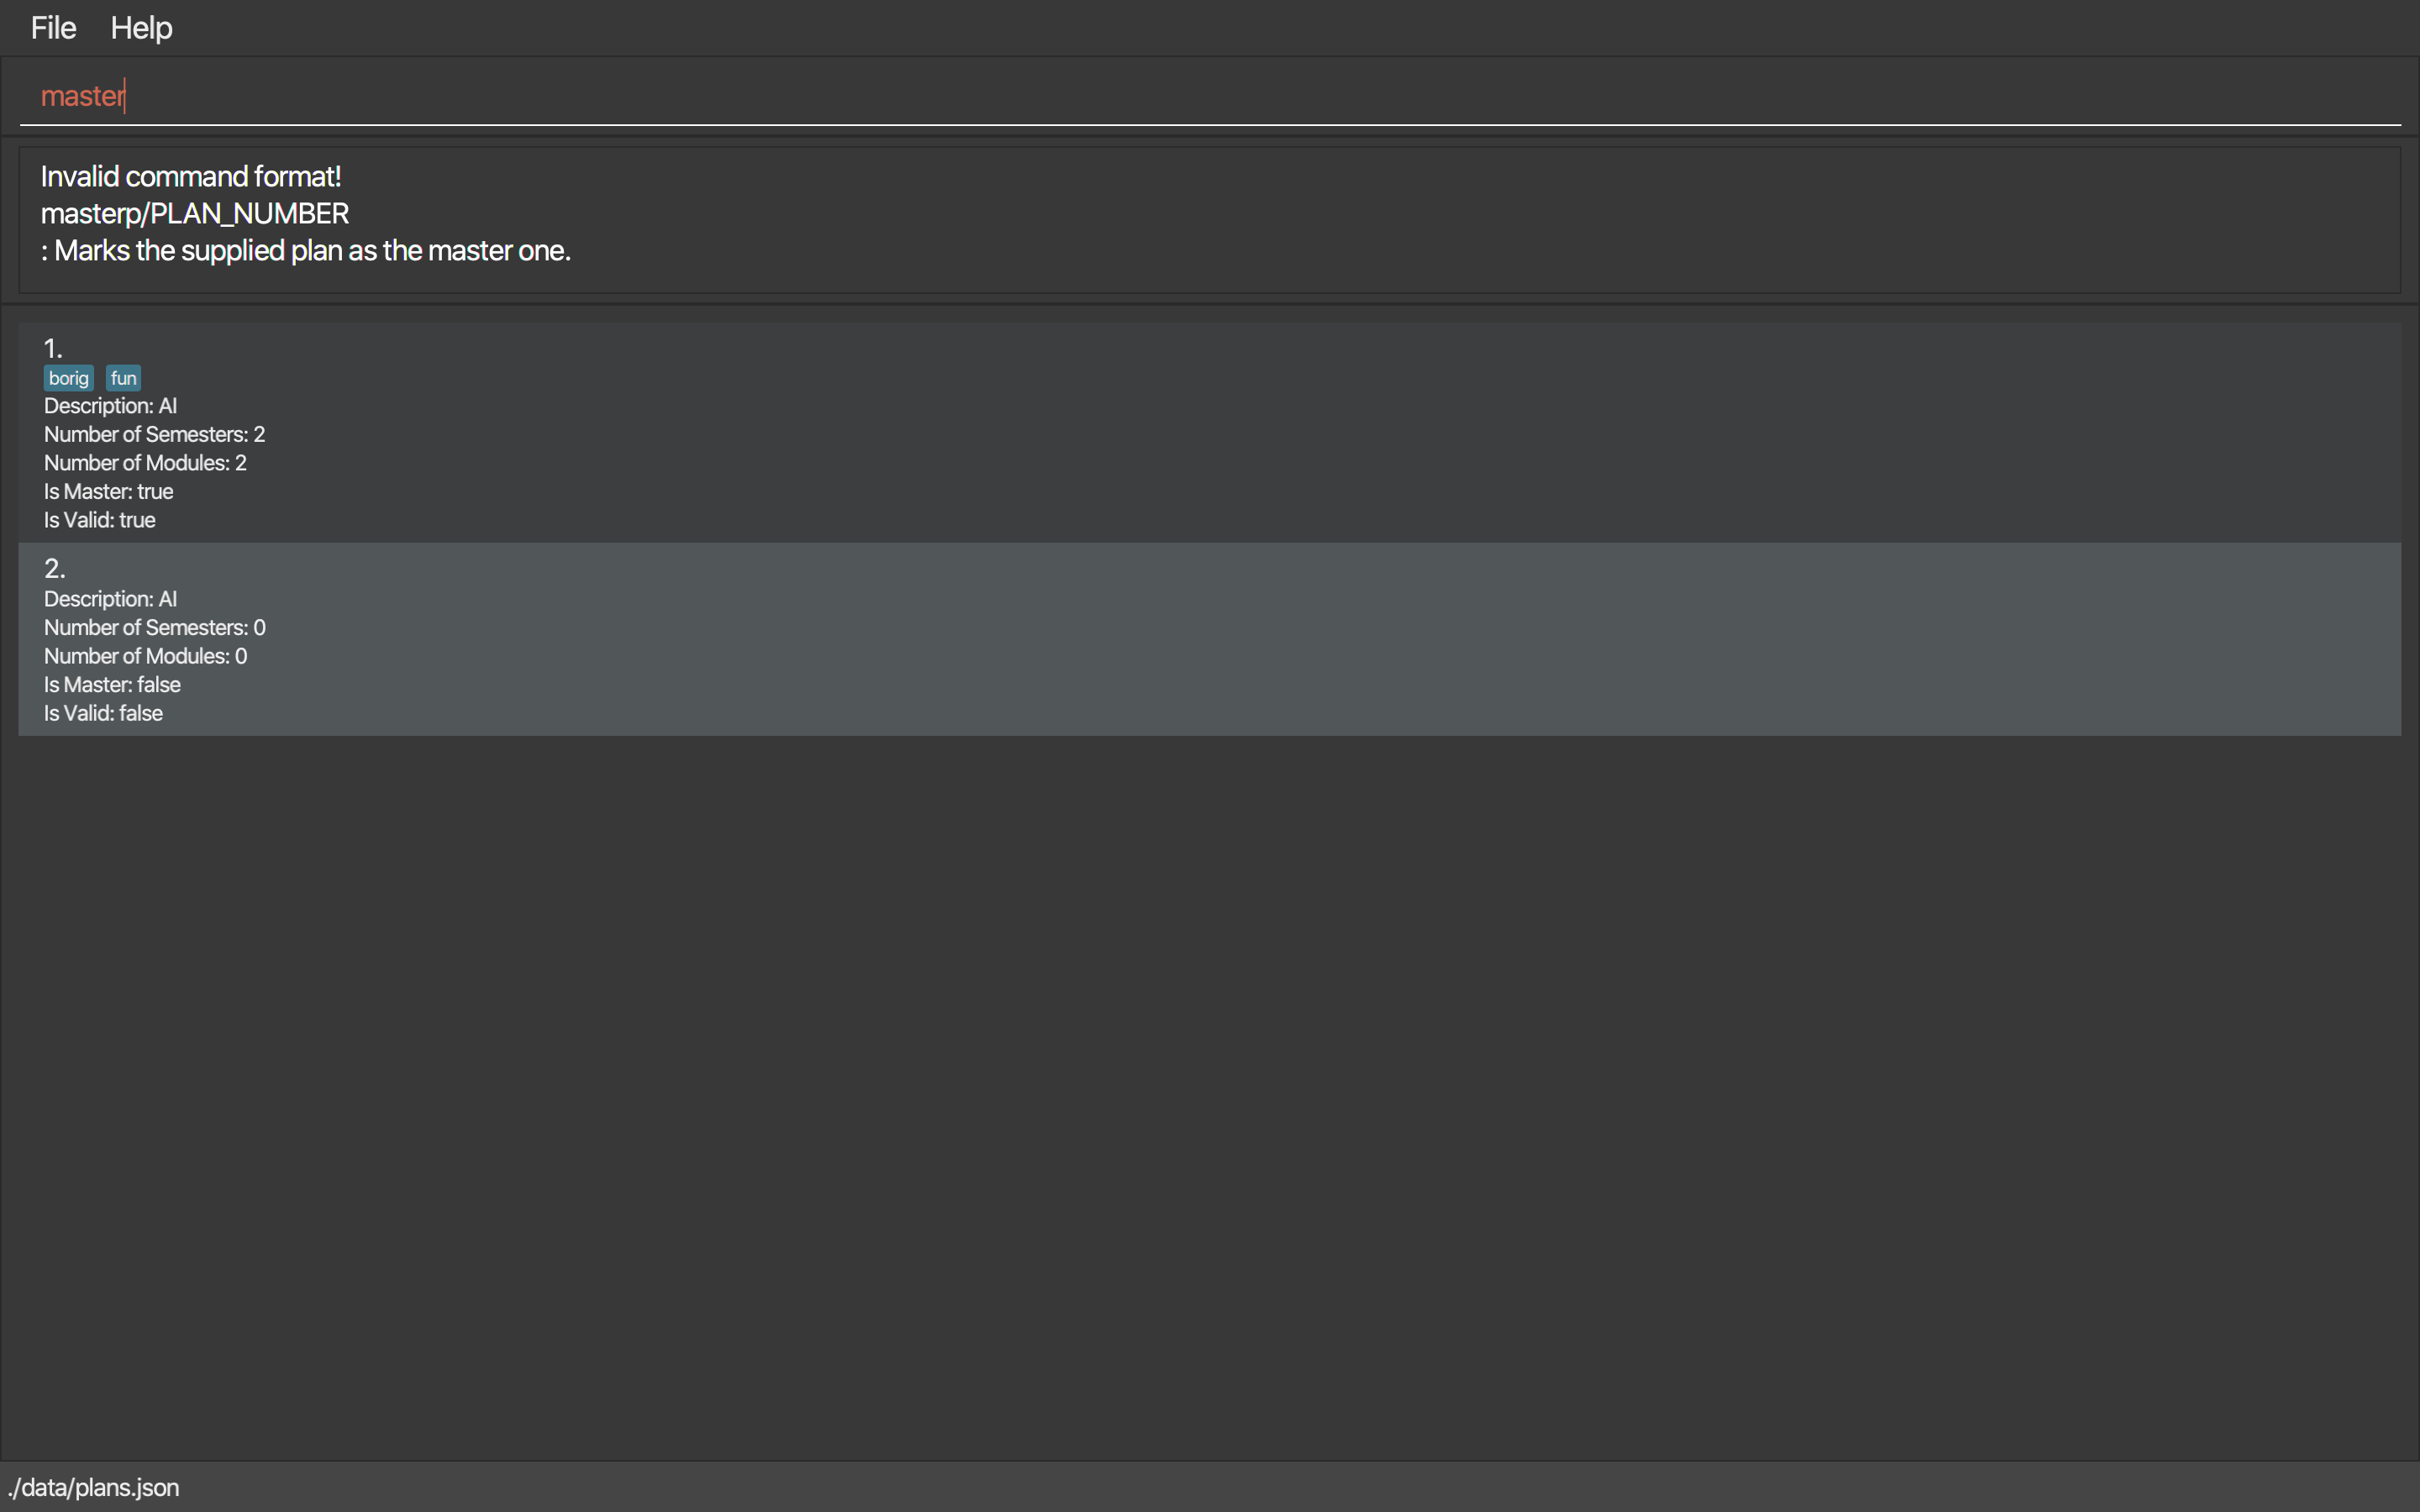 File Help
master
Invalid command format!
masterp/PLAN_NUMBER
: Marks the supplied plan as the master one.
1.
borig fun
Description: AI
Number of Semesters: 2
Number of Modules: 2
Is Master: true
Is Valid: true
2.
Description: AI
Number of Semesters: 0
Number of Modules: 0
Is Master: false
Is Valid: false
./data/plans.json